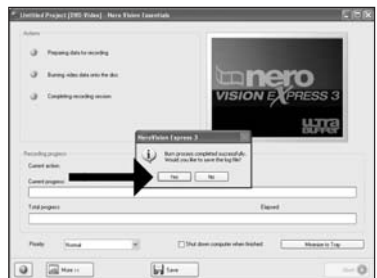 Untitled Project [DVD-Video] - Nero Vision Essentials
Actions
Preparing data for recording
Burning video data onto the disc
Completing recording session
nero
VISION EXPRESS 3
ULTRA
BUFFER
NeroVision Express 3
Burn process completed successfully.
Would you like to save the log file?
Yes
No
Recording progress
Current action:
Current progress:
Total progress
Elapsed
Priority
Normal
Shut down computer when finished
Minimize to Tray
More >>
Save